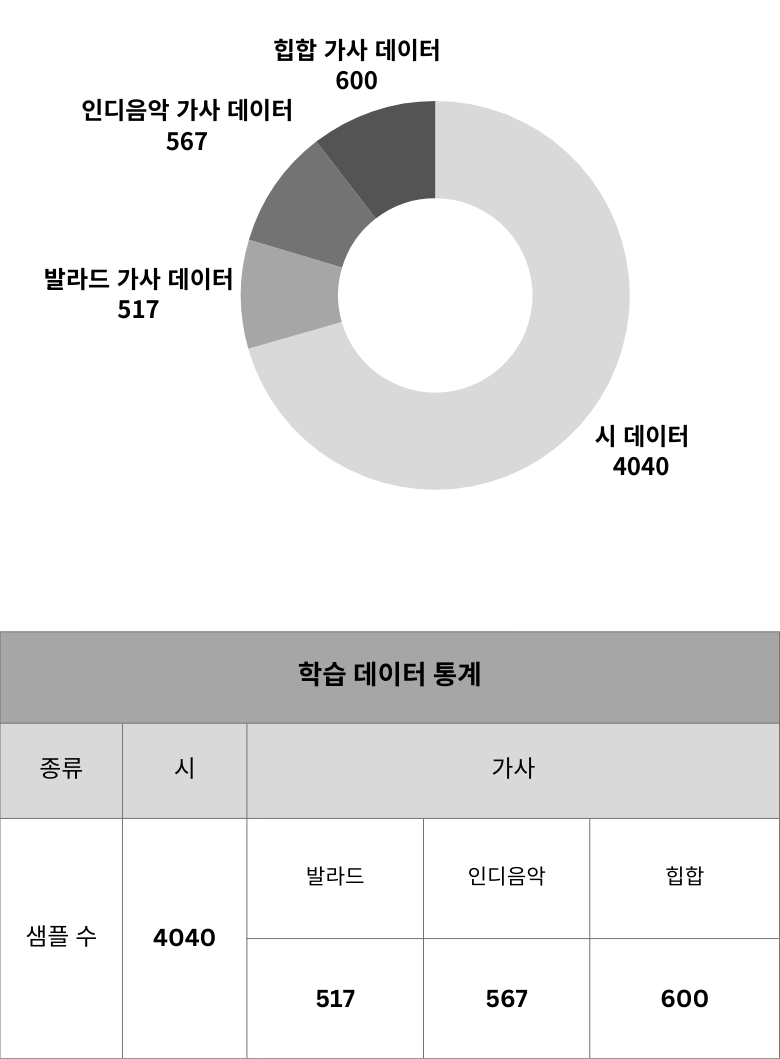 힙합 가사 데이터
600
인디음악 가사 데이터
567
발라드 가사 데이터
517
시 데이터
4040
학습 데이터 통계
종류 시 가사
샘플 수 4040
발라드 인디음악 힙합
517 567 600